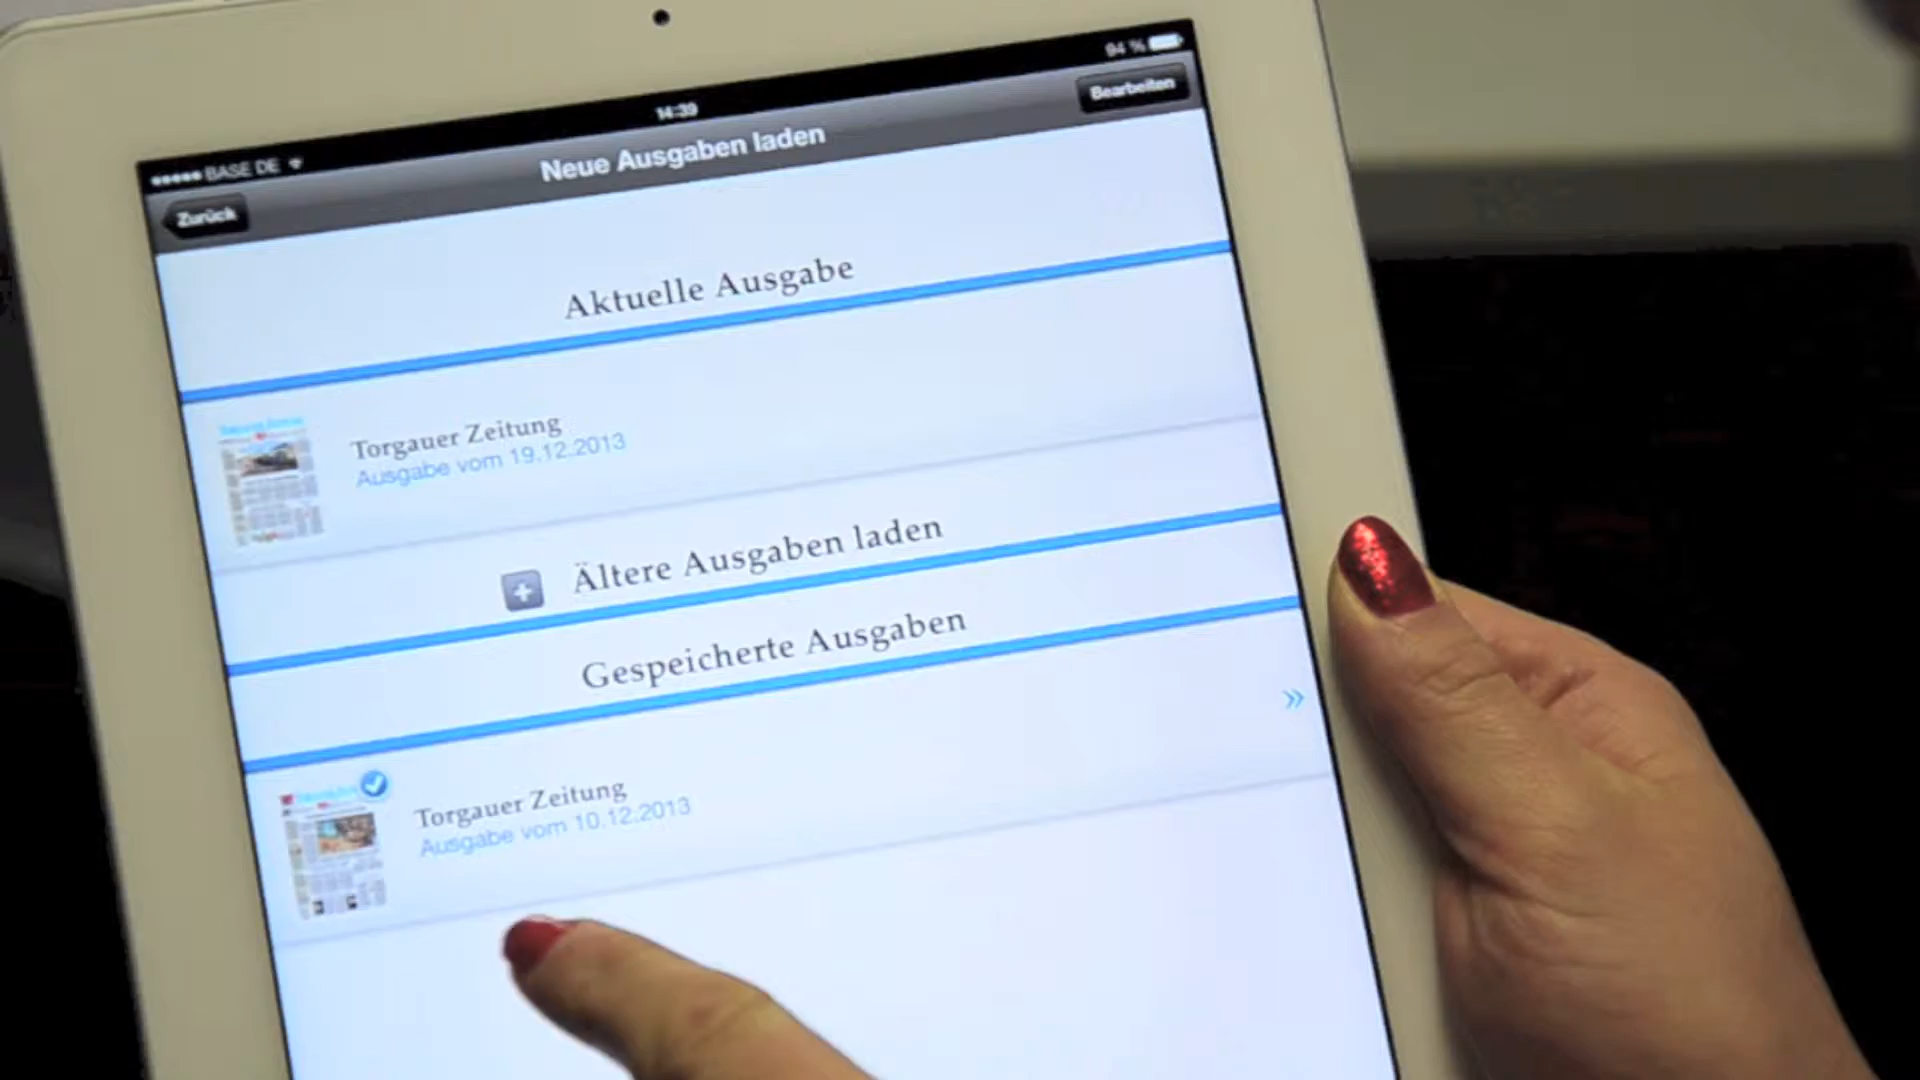 94 %
14:39
BASE DE
Bearbeiten
Neue Ausgaben laden
Zurück
Aktuelle Ausgabe
Torgauer Zeitung
Ausgabe vom 19.12.2013
+ Ältere Ausgaben laden
Gespeicherte Ausgaben
»
Torgauer Zeitung
Ausgabe vom 10.12.2013